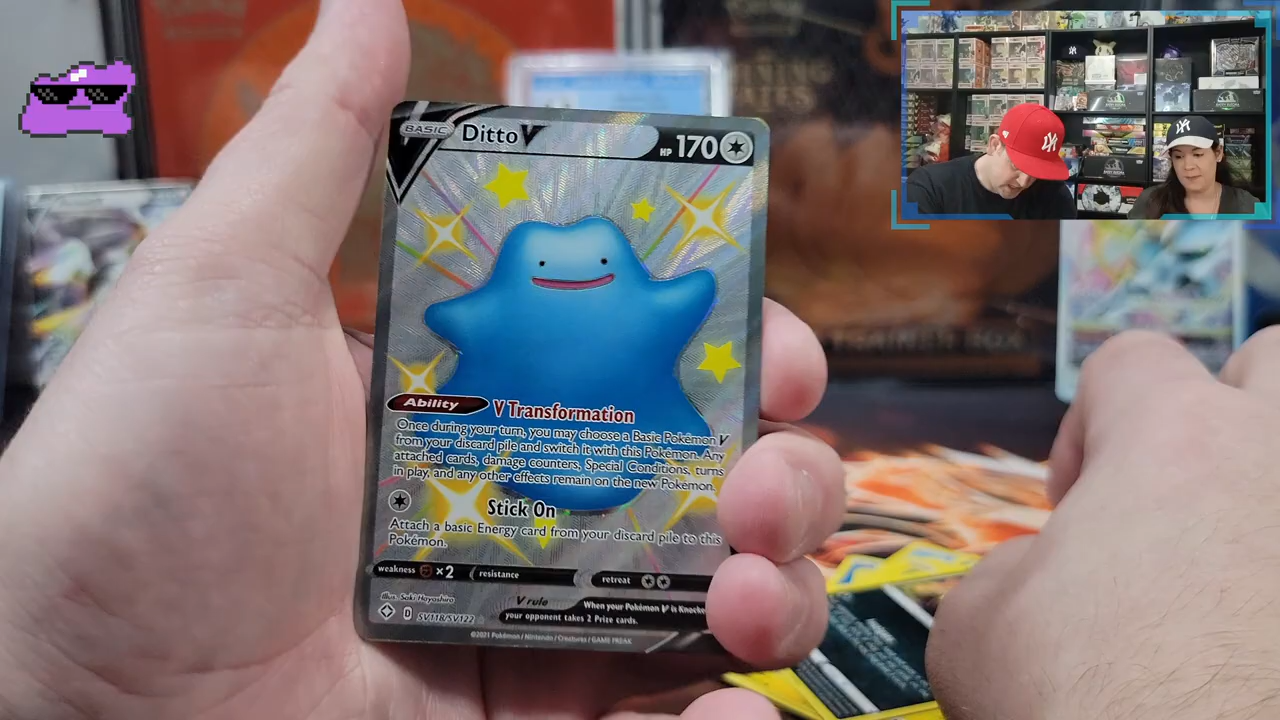 BASIC Ditto V HP 170
Ability V Transformation
Once during your turn, you may choose a Basic Pokémon V
from your discard pile and switch it with this Pokémon. Any
attached cards, damage counters, Special Conditions, turns
in play, and any other effects remain on the new Pokémon.
Stick On
Attach a basic Energy card from your discard pile to this
Pokémon.
weakness ×2 resistance retreat
Illus. Saki Hayashiro
V rule When your Pokémon V is Knocke
your opponent takes 2 Prize cards.
D SV118/SV122
©2021 Pokémon / Nintendo / Creatures / GAME FREAK